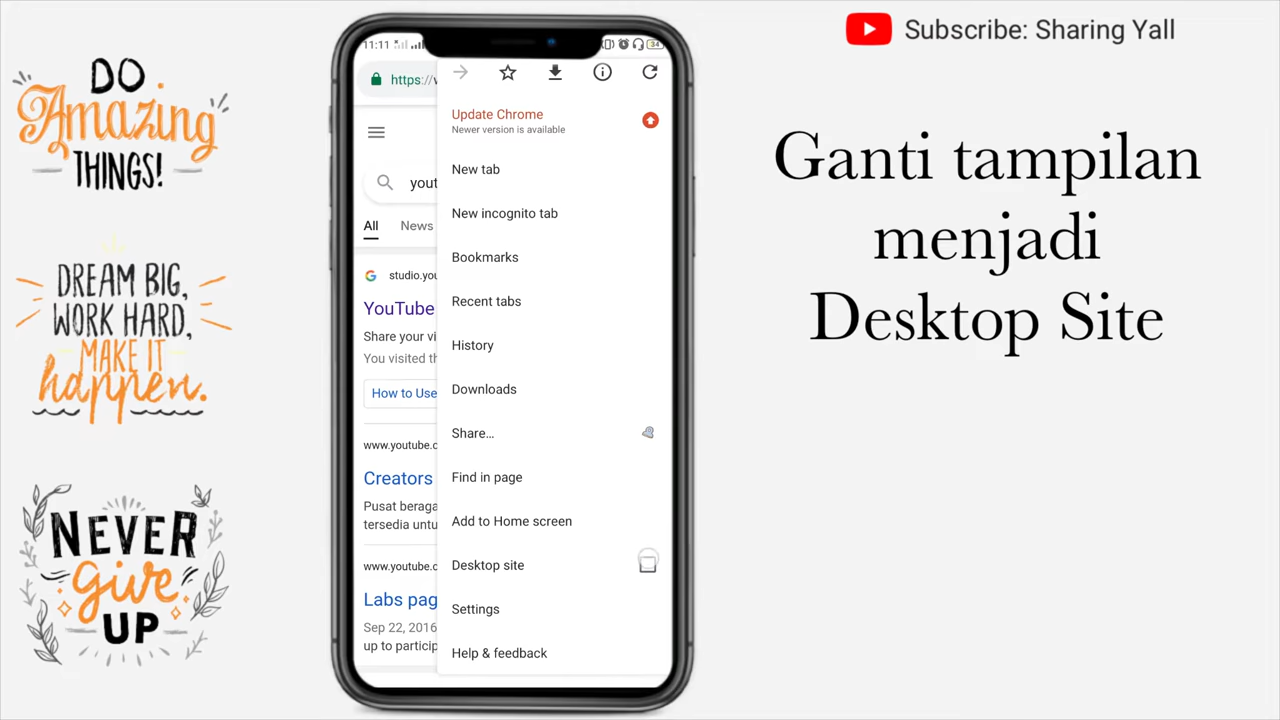 DO
Amazing
THINGS!
DREAM BIG,
WORK HARD,
MAKE IT
happen.
NEVER
give
UP
11:11
34
https://w
Update Chrome
Newer version is available
New tab
New incognito tab
Bookmarks
Recent tabs
History
Downloads
Share...
Find in page
Add to Home screen
Desktop site
Settings
Help & feedback
yout
All News
studio.you
YouTube
Share your vi
You visited th
How to Use
www.youtube.c
Creators
Pusat beraga
tersedia untu
www.youtube.c
Labs pag
Sep 22, 2016
up to particip
Subscribe: Sharing Yall
Ganti tampilan
menjadi
Desktop Site